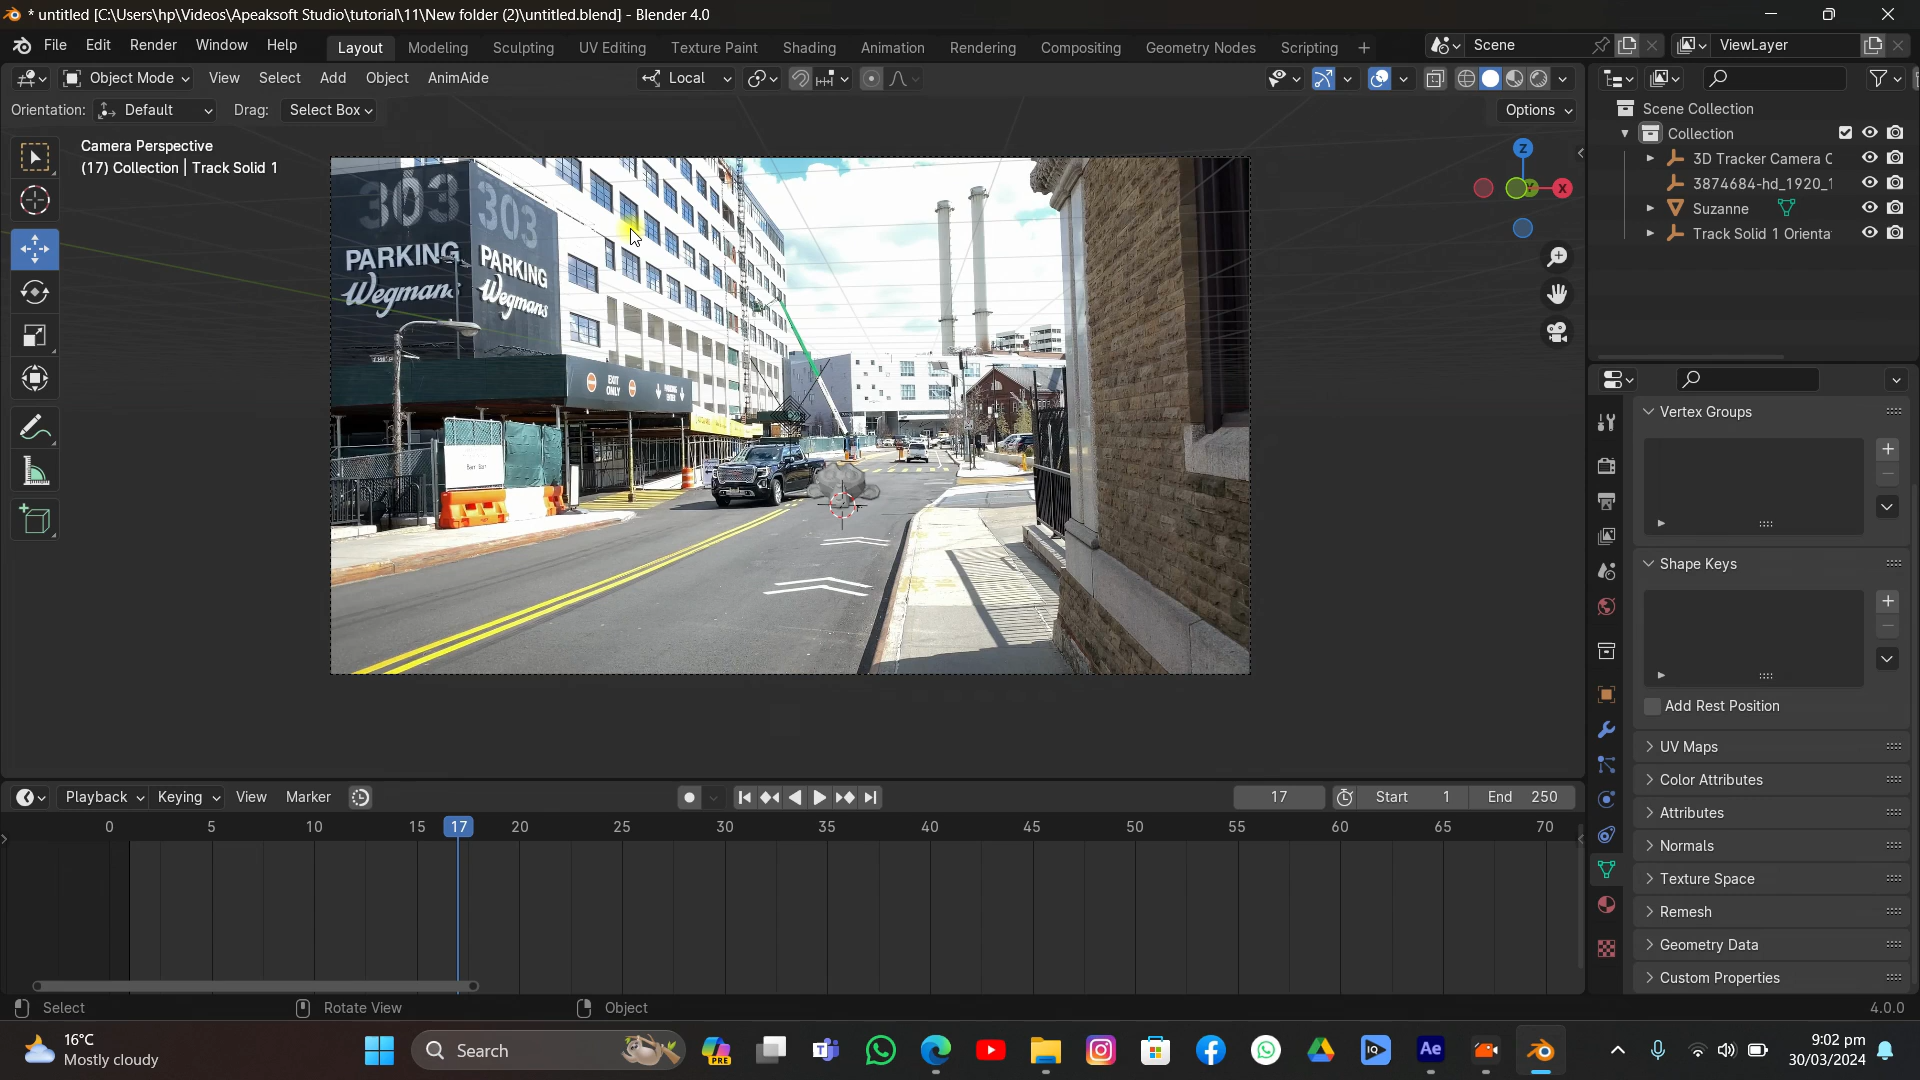 * untitled [C:\Users\hp\Videos\Apeaksoft Studio\tutorial\11\New folder (2)\untitled.blend] - Blender 4.0
File Edit Render Window Help Layout Modeling Sculpting UV Editing Texture Paint Shading Animation Rendering Compositing Geometry Nodes Scripting + Scene ViewLayer
Object Mode View Select Add Object AnimAide Local
Orientation: Default Drag: Select Box Options
Camera Perspective
(17) Collection | Track Solid 1
303 303
PARKING PARKING
Wegmans Wegmans
EXIT ONLY
Z
X
Scene Collection
Collection
3D Tracker Camera C
3874684-hd_1920_1
Suzanne
Track Solid 1 Orienta
Vertex Groups
Shape Keys
Add Rest Position
UV Maps
Color Attributes
Attributes
Normals
Texture Space
Remesh
Geometry Data
Custom Properties
Playback Keying View Marker 17 Start 1 End 250
0 5 10 15 17 20 25 30 35 40 45 50 55 60 65 70
Select Rotate View Object 4.0.0
16°C
Mostly cloudy
Search
PRE
IQ
Ae
9:02 pm
30/03/2024